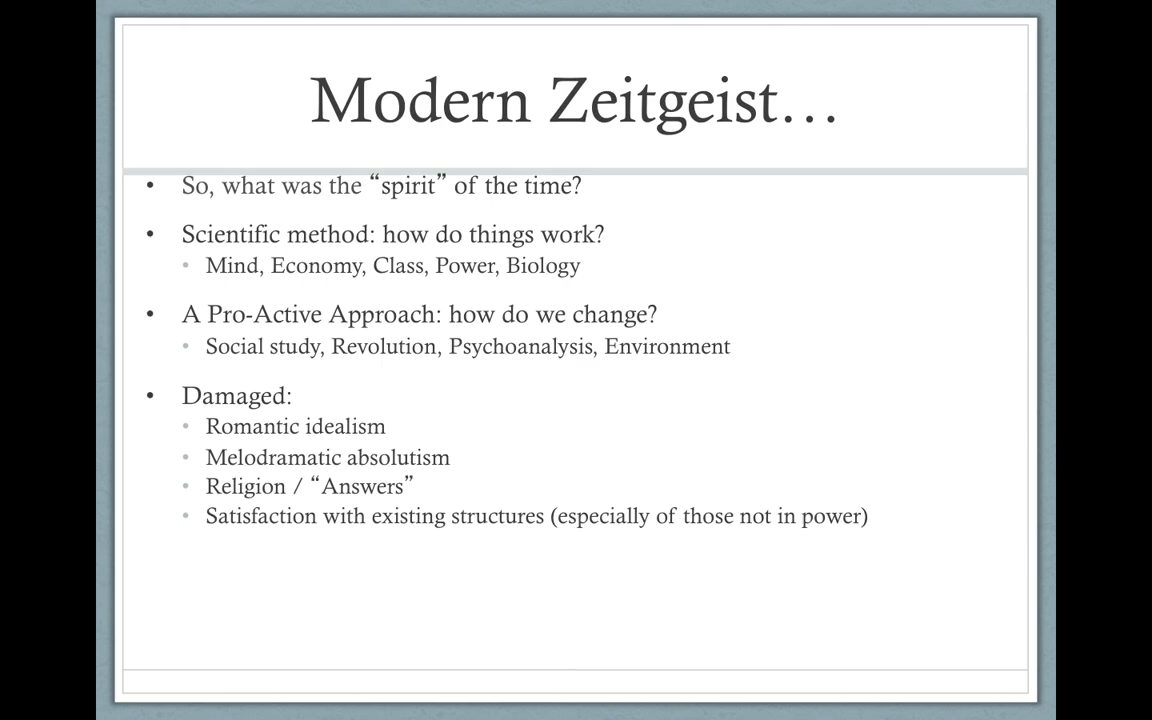 Modern Zeitgeist…
• So, what was the “spirit” of the time?
• Scientific method: how do things work?
• Mind, Economy, Class, Power, Biology
• A Pro-Active Approach: how do we change?
• Social study, Revolution, Psychoanalysis, Environment
• Damaged:
• Romantic idealism
• Melodramatic absolutism
• Religion / “Answers”
• Satisfaction with existing structures (especially of those not in power)